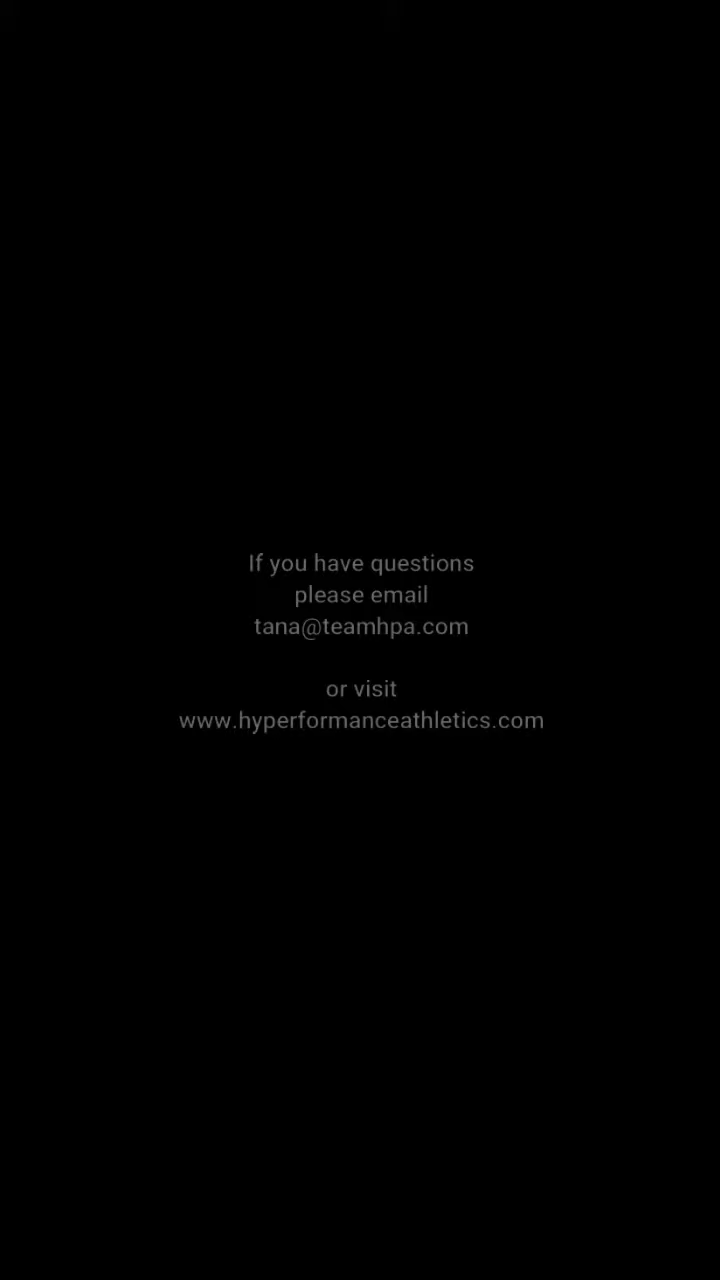 If you have questions
please email
tana@teamhpa.com
or visit
www.hyperformanceathletics.com